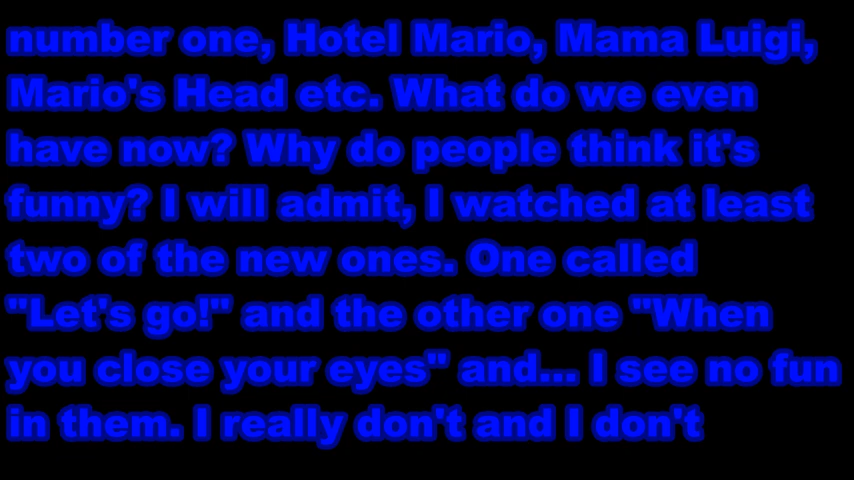 number one, Hotel Mario, Mama Luigi,
Mario's Head etc. What do we even
have now? Why do people think it's
funny? I will admit, I watched at least
two of the new ones. One called
"Let's go!" and the other one "When
you close your eyes" and... I see no fun
in them. I really don't and I don't